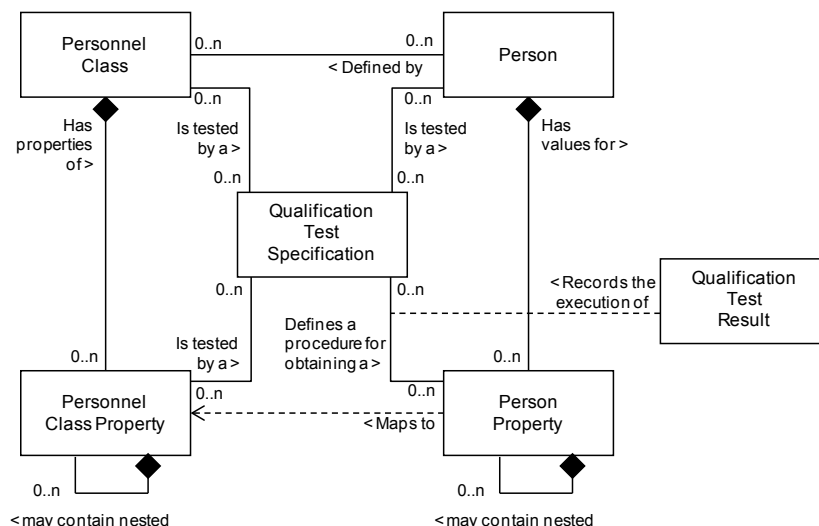 Personnel
Class
0..n
0..n
< Defined by
Person
0..n
0..n
Has
properties
of >
Is tested
by a >
Is tested
by a >
Has
values for >
0..n
0..n
Qualification
Test
Specification
0..n
0..n
< Records the
execution of
Qualification
Test
Result
Is tested
by a >
Defines a
procedure for
obtaining a >
0..n
0..n
0..n
0..n
Personnel
Class Property
< Maps to
Person
Property
0..n
0..n
< may contain nested
< may contain nested